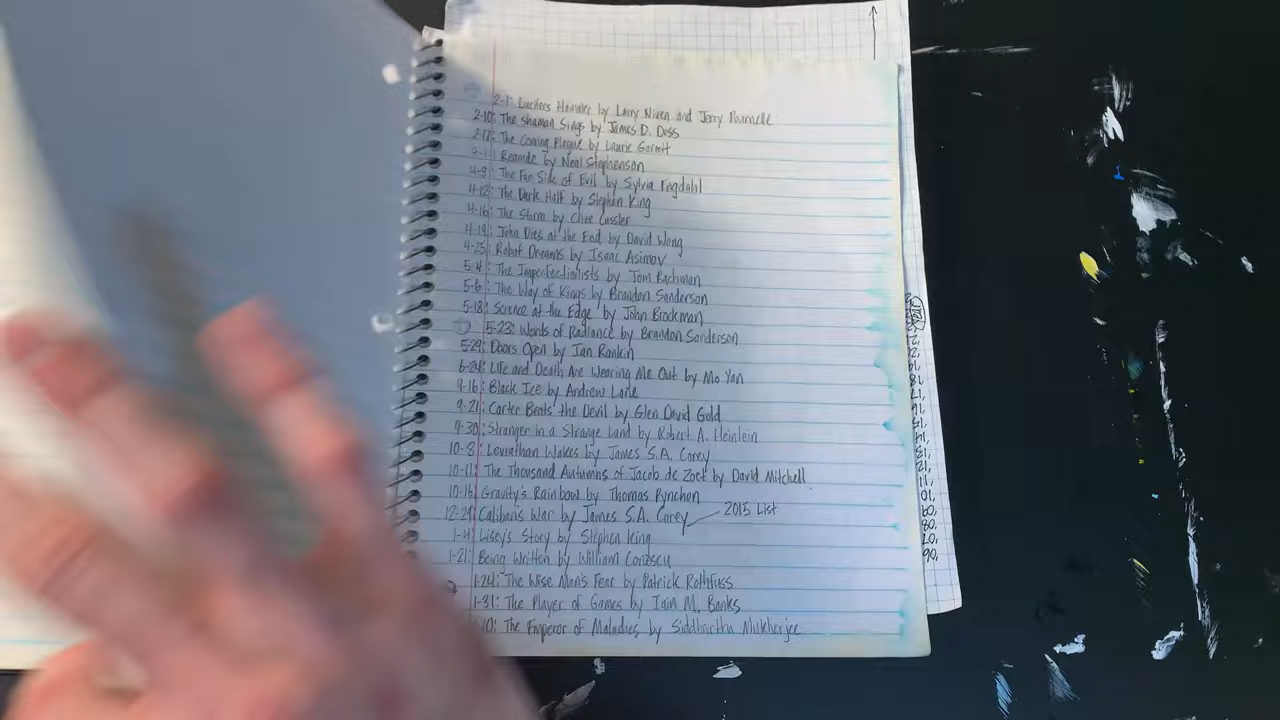 2-1: Lucifers Hammer by Larry Niven and Jerry Pournelle
2-10: The Shaman Sings by James D. Doss
2-17: The Coming Plague by Laurie Garrett
4-1: Reamde by Neal Stephenson
4-9: The Far Side of Evil by Sylvia Engdahl
4-12: The Dark Half by Stephen King
4-16: The Storm by Clive Cussler
4-19: John Dies at the End by David Wong
4-25: Robot Dreams by Isaac Asimov
5-4: The Imperfectionists by Tom Rachman
5-6: The Way of Kings by Brandon Sanderson
5-18: Science at the Edge by John Brockman
5-23: Words of Radiance by Brandon Sanderson
5-29: Doors Open by Ian Rankin
6-24: Life and Death Are Wearing Me Out by Mo Yan
9-16: Black Ice by Andrew Lane
9-21: Carter Beats the Devil by Glen David Gold
9-30: Stranger in a Strange Land by Robert A. Heinlein
10-8: Leviathan Wakes by James S.A. Corey
10-11: The Thousand Autumns of Jacob de Zoet by David Mitchell
10-16: Gravity's Rainbow by Thomas Pynchon
12-29: Caliban's War by James S.A. Corey 2015 List
1-4: Lisey's Story by Stephen King
1-21: Being Written by William Conescu
1-24: The Wise Man's Fear by Patrick Rothfuss
1-31: The Player of Games by Iain M. Banks
10: The Emperor of Maladies by Siddhartha Mukherjee